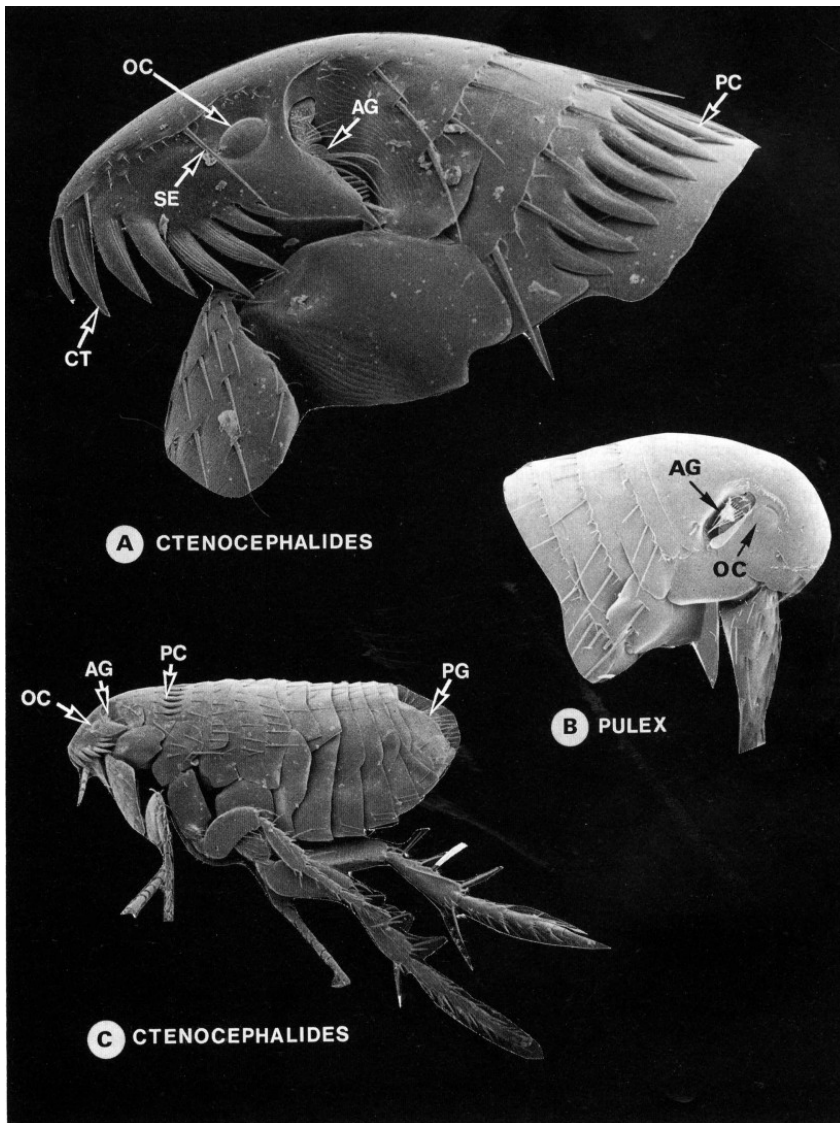 OC
AG
PC
SE
CT
A CTENOCEPHALIDES
AG
OC
B PULEX
PC
AG
OC
PG
C CTENOCEPHALIDES